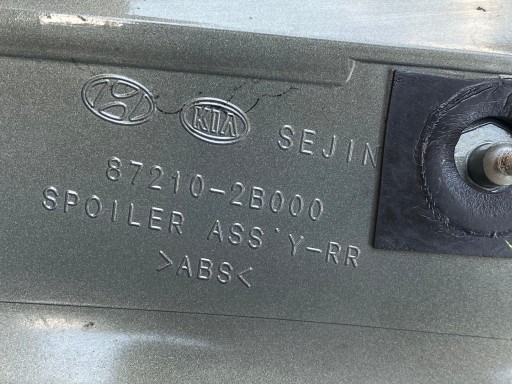 KIA SEJIN
87210-2B000
SPOILER ASS'Y-RR
>ABS<